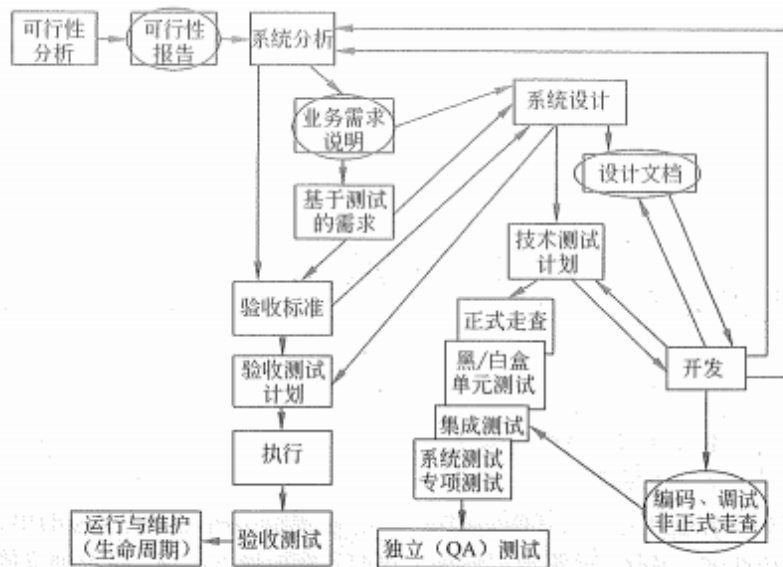 可行性
分析
可行性
报告
系统分析
业务需求
说明
系统设计
设计文档
基于测试
的需求
技术测试
计划
验收标准
正式走查
验收测试
计划
黑/白盒
单元测试
开发
集成测试
执行
系统测试
专项测试
编码、调试
非正式走查
运行与维护
（生命周期）
验收测试
独立（QA）测试